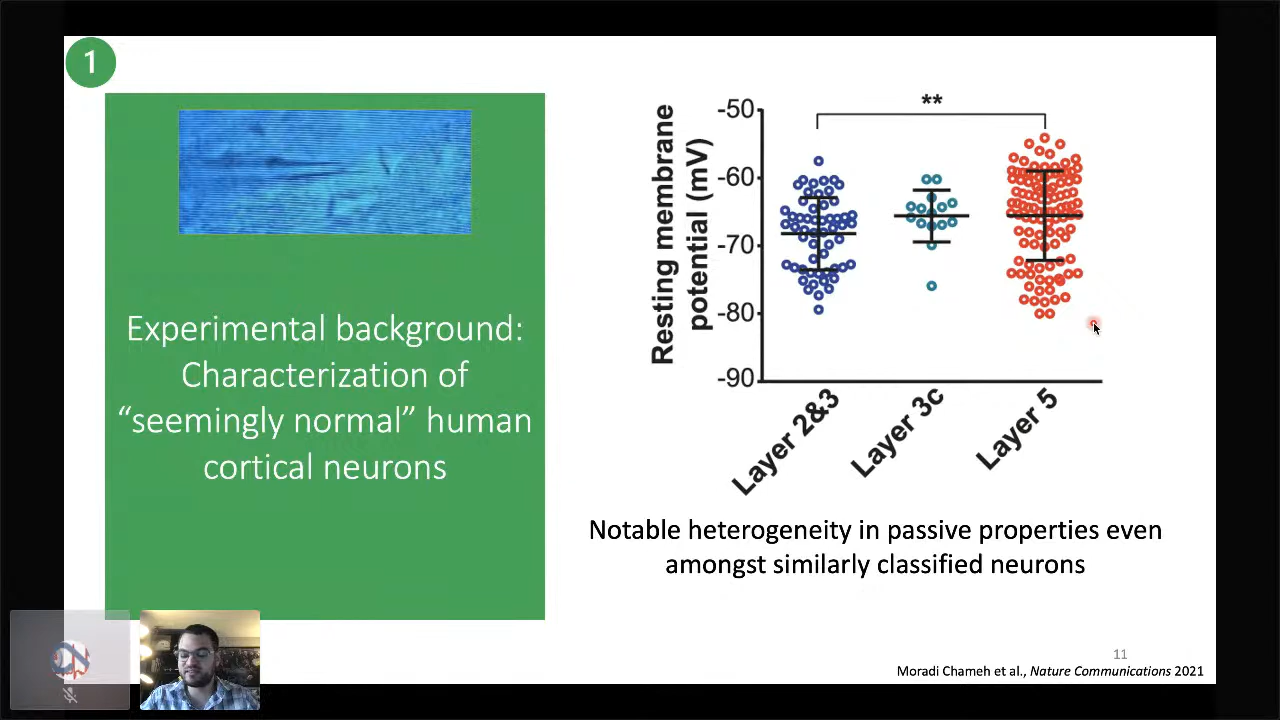 1
Experimental background:
Characterization of
“seemingly normal” human
cortical neurons
**
Resting membrane
potential (mV)
-50
-60
-70
-80
-90
Layer 2&3
Layer 3c
Layer 5
Notable heterogeneity in passive properties even
amongst similarly classified neurons
11
Moradi Chameh et al., Nature Communications 2021